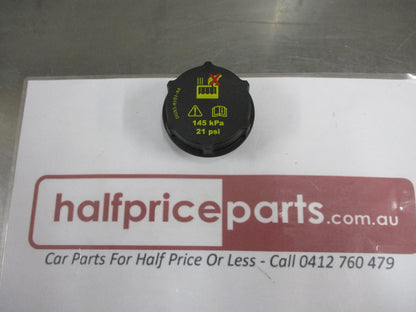 145 kPa
21 psi
halfpriceparts.com.au
Car Parts For Half Price Or Less - Call 0412 760 479